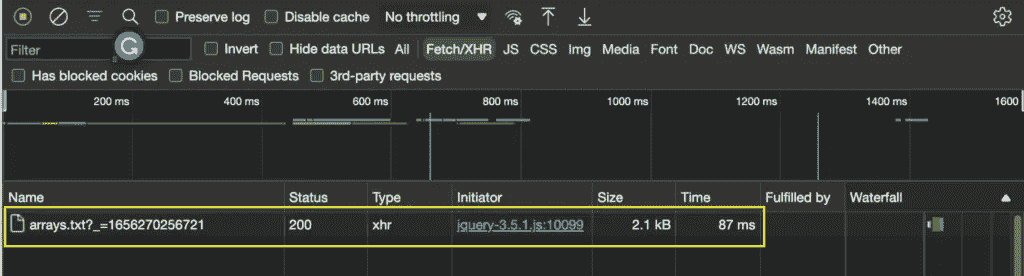 Preserve log Disable cache No throttling
Filter G Invert Hide data URLs All Fetch/XHR JS CSS Img Media Font Doc WS Wasm Manifest Other
Has blocked cookies Blocked Requests 3rd-party requests
200 ms 400 ms 600 ms 800 ms 1000 ms 1200 ms 1400 ms 1600
Name Status Type Initiator Size Time Fulfilled by Waterfall
arrays.txt?_=1656270256721 200 xhr jquery-3.5.1.js:10099 2.1 kB 87 ms